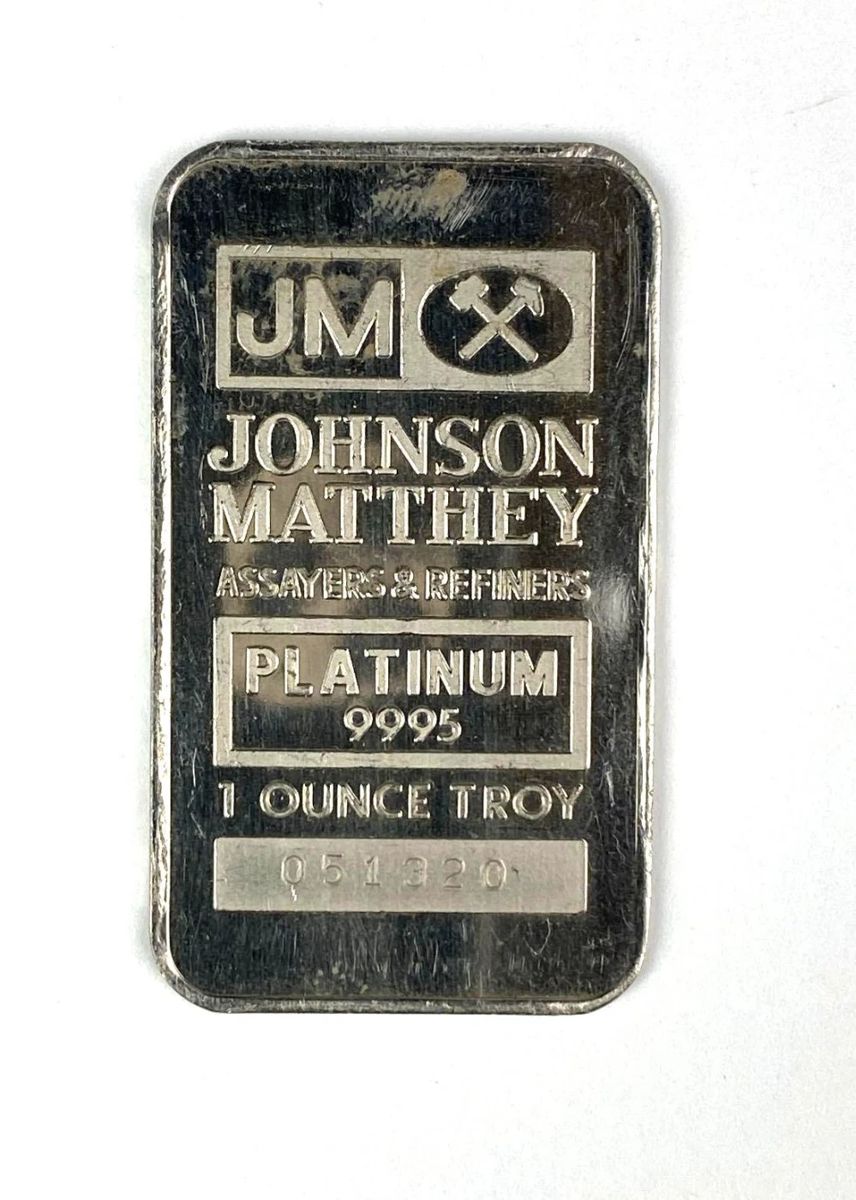 JM
JOHNSON
MATTHEY
ASSAYERS & REFINERS
PLATINUM
9995
1 OUNCE TROY
051320